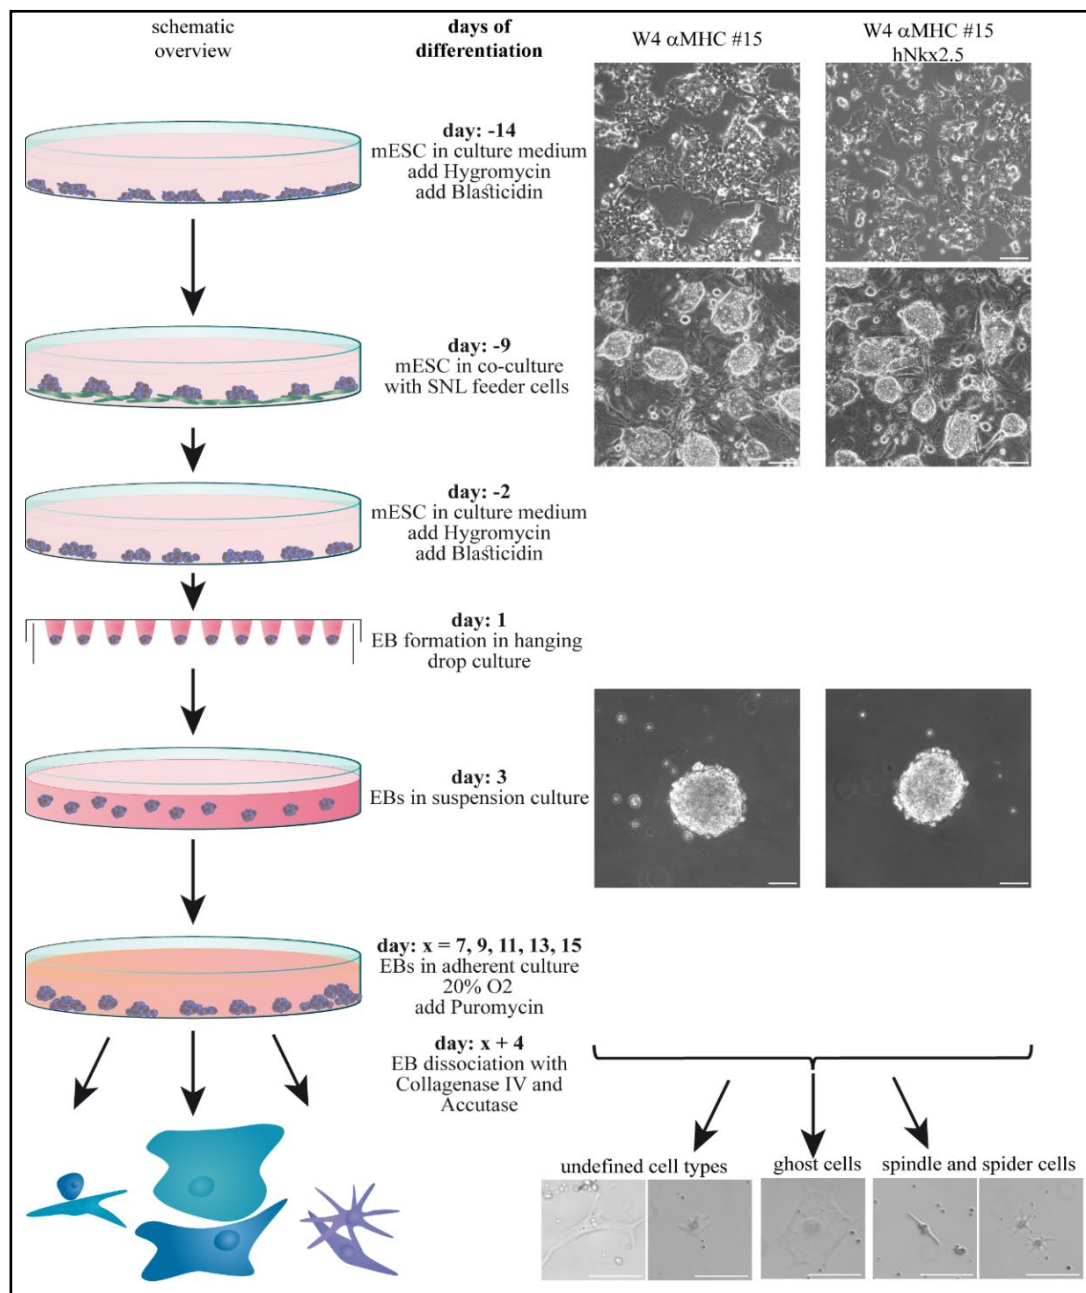 schematic
overview
days of
differentiation
W4 αMHC #15
W4 αMHC #15
hNkx2.5
day: -14
mESC in culture medium
add Hygromycin
add Blasticidin
day: -9
mESC in co-culture
with SNL feeder cells
day: -2
mESC in culture medium
add Hygromycin
add Blasticidin
day: 1
EB formation in hanging
drop culture
day: 3
EBs in suspension culture
day: x = 7, 9, 11, 13, 15
EBs in adherent culture
20% O2
add Puromycin
day: x + 4
EB dissociation with
Collagenase IV and
Accutase
undefined cell types
ghost cells
spindle and spider cells